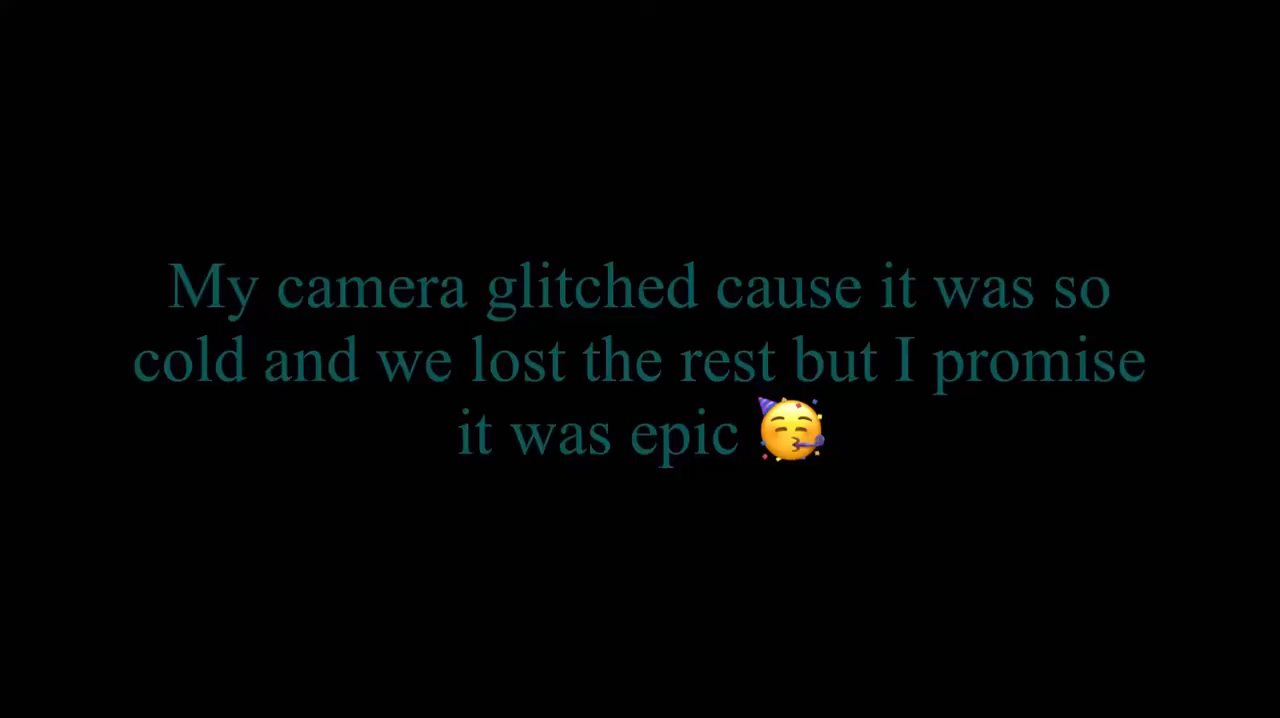 My camera glitched cause it was so
cold and we lost the rest but I promise
it was epic 🥳